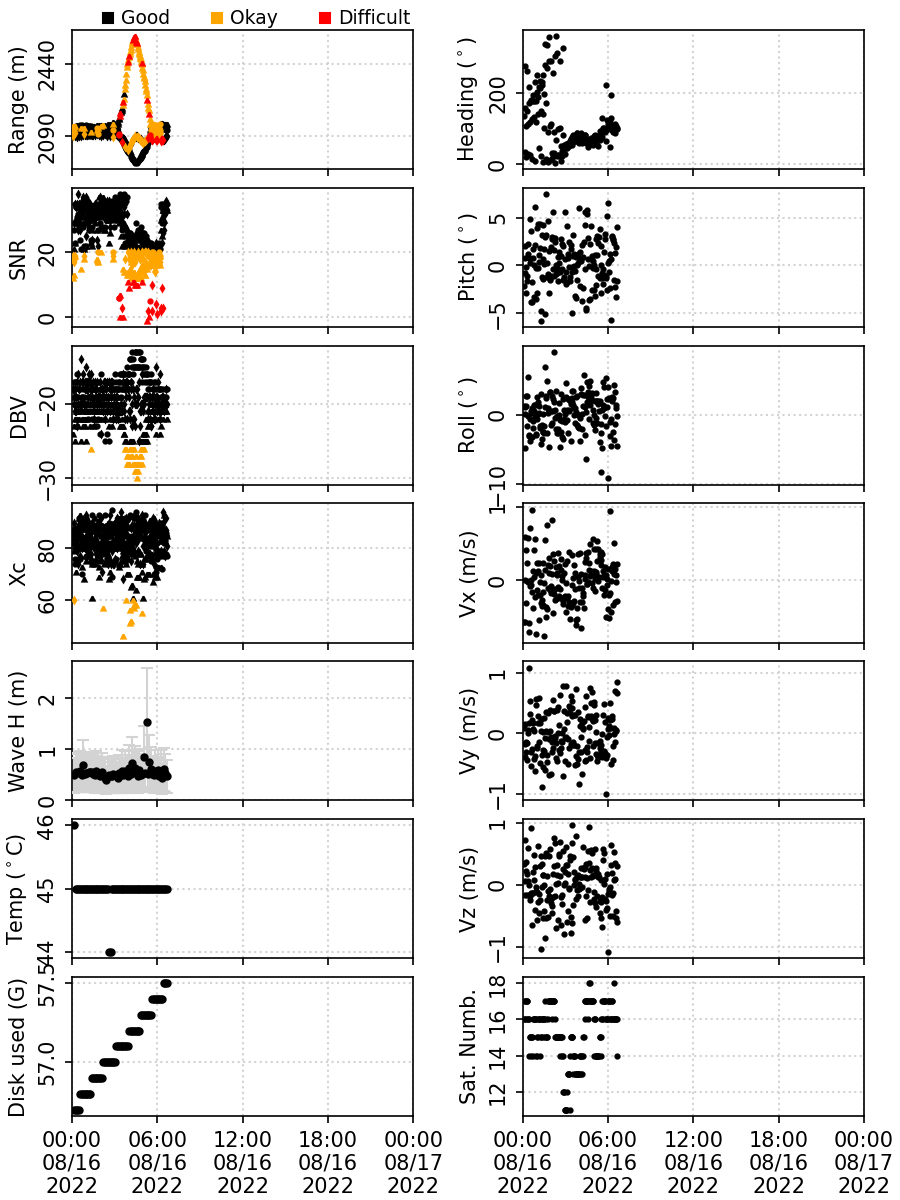 Good Okay Difficult
Range (m)
2440
2090
Heading (°)
200
0
SNR
20
0
Pitch (°)
5
0
−5
DBV
−20
−30
Roll (°)
0
−10
Xc
80
60
Vx (m/s)
1
0
Wave H (m)
2
1
0
Vy (m/s)
1
0
−1
Temp (°C)
46
45
44
Vz (m/s)
1
0
−1
Disk used (G)
57.5
57.0
Sat. Numb.
18
16
14
12
00:00 06:00 12:00 18:00 00:00
08/16 08/16 08/16 08/16 08/17
2022 2022 2022 2022 2022
00:00 06:00 12:00 18:00 00:00
08/16 08/16 08/16 08/16 08/17
2022 2022 2022 2022 2022